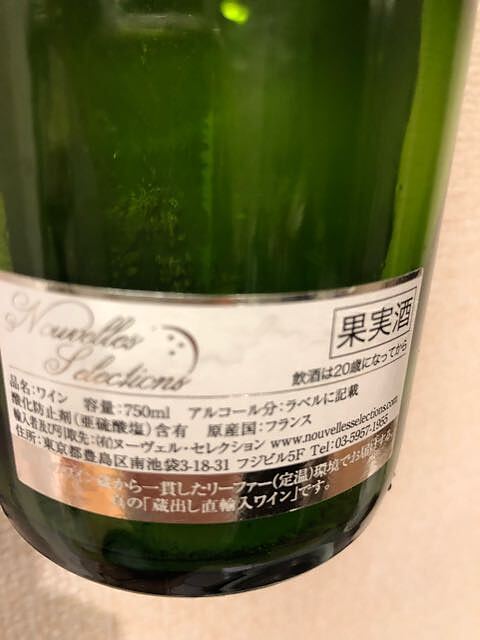 Nouvelles
Selections
果実酒
飲酒は20歳になってから
品名:ワイン 容量:750ml アルコール分:ラベルに記載
酸化防止剤(亜硫酸塩)含有 原産国:フランス
輸入者及び引取先:(有)ヌーヴェル・セレクション www.nouvellesselections.com
住所:東京都豊島区南池袋3-18-31 フジビル5F Tel:03-5957-1955
から一貫したリーファー(定温)環境でお届けする、
真の「蔵出し直輸入ワイン」です。